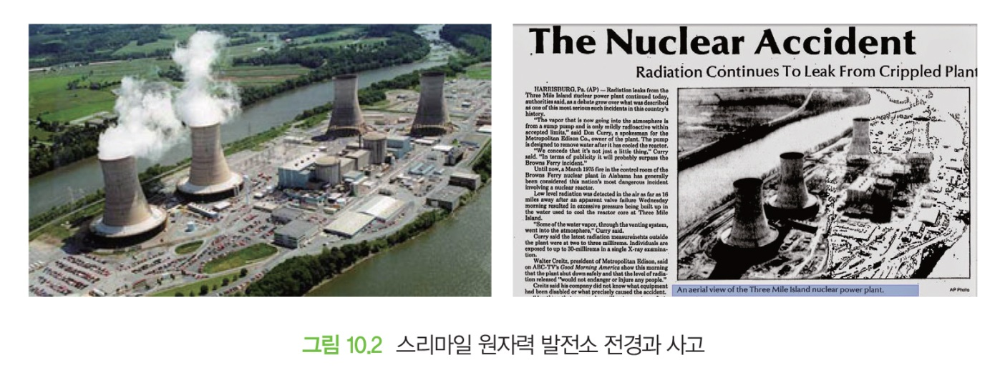 The Nuclear Accident
Radiation Continues To Leak From Crippled Plant
HARRISBURG, Pa. (AP) — Radiation leaks from the
Three Mile Island nuclear power plant continued today,
authorities said, as a debate grew over what was described
as one of this most serious such incidents in this country's
history.
"The vapor that is now going into the atmosphere is
from a sump pump and is only mildly radioactive within
accepted limits," said Don Curry, a spokesman for the
Metropolitan Edison Co., owner of the plant. The pump
is designed to remove water after it has cooled the reactor.
"We concede that it's not just a little thing," Curry
said. "In terms of publicity it will probably surpass the
Browns Ferry incident."
Until now, a March 1975 fire in the control room of the
Browns Ferry nuclear plant in Alabama has generally
been considered this nation's most dangerous incident
involving a nuclear reactor.
Low level radiation was detected in the air as far as 16
miles away after an apparent valve failure Wednesday
morning resulted in excessive pressure being built up in
the water used to cool the reactor core at Three Mile
Island.
"Some of the water vapor, through the venting system,
went into the atmosphere," Curry said.
Curry said the latest radiation measurements outside
the plant were at two to three millirems. Individuals are
exposed to up to 30-millirems in a single X-ray examina-
tion.
Walter Creitz, president of Metropolitan Edison, said
on ABC-TV's Good Morning America show this morning
that the plant shut down safely and that the level of radia-
tion released "would not endanger or injure any people."
Creitz said his company did not know what equipment
had been disabled or what precisely caused the accident.
An aerial view of the Three Mile Island nuclear power plant.
AP Photo
그림 10.2 스리마일 원자력 발전소 전경과 사고